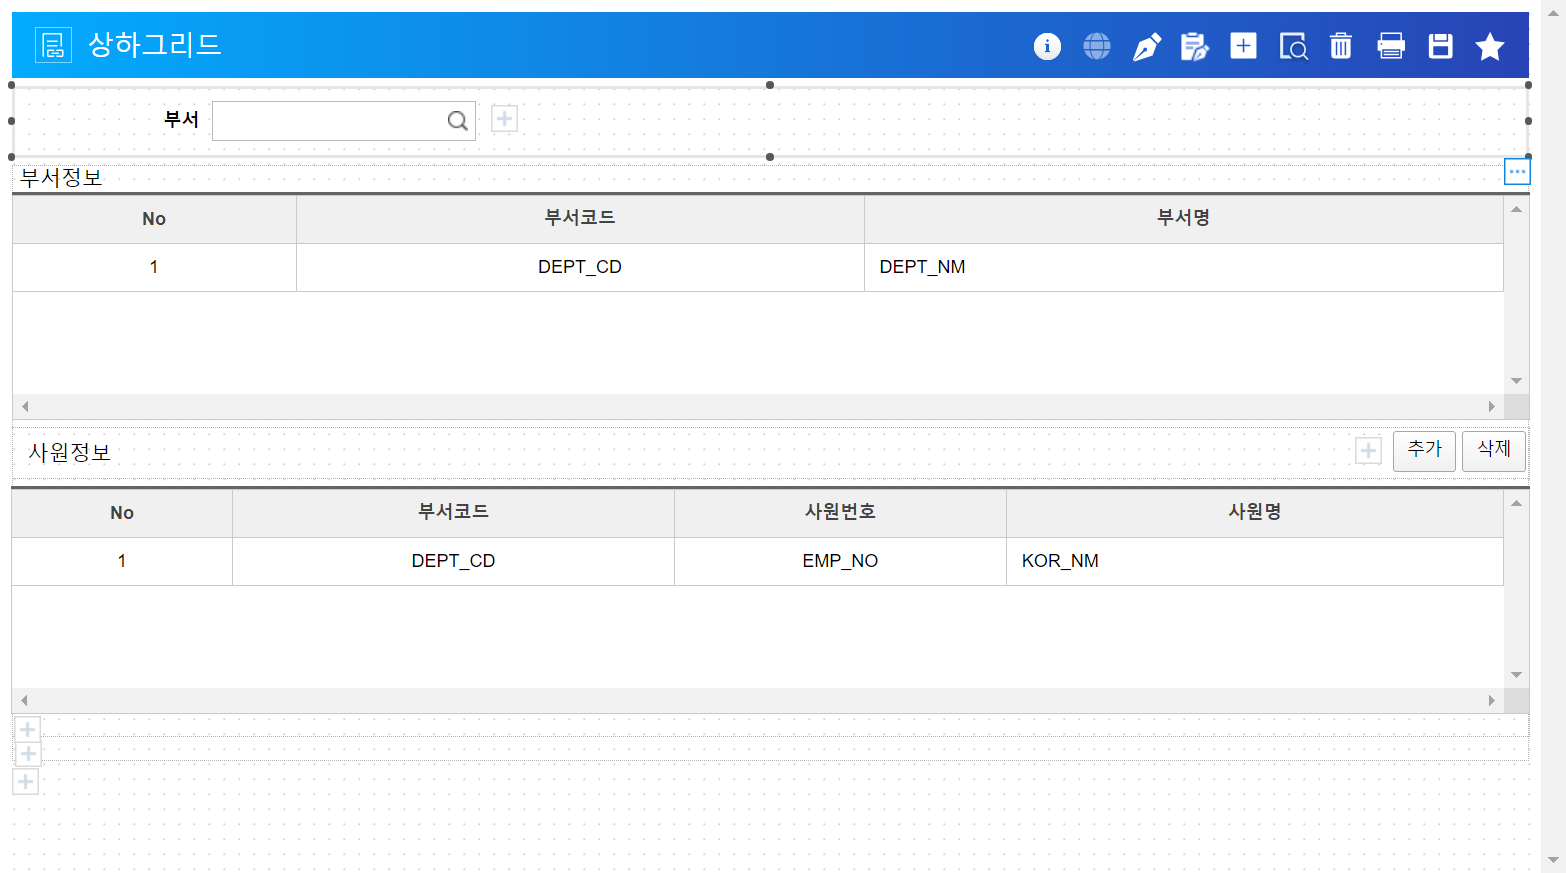 상하그리드
부서
부서정보
No 부서코드 부서명
1 DEPT_CD DEPT_NM
사원정보 추가 삭제
No 부서코드 사원번호 사원명
1 DEPT_CD EMP_NO KOR_NM